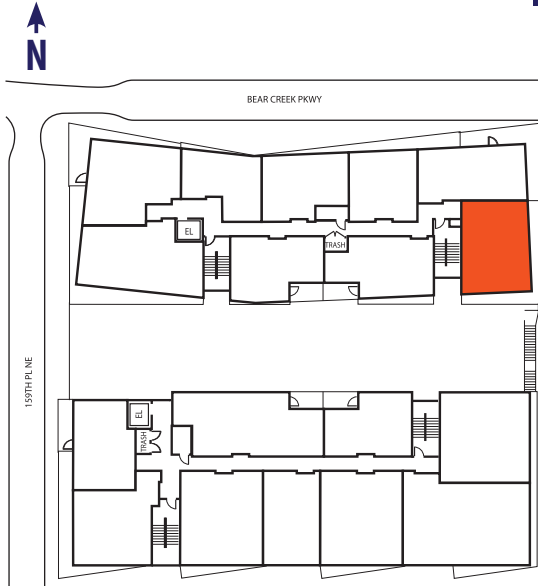 N
BEAR CREEK PKWY
EL
TRASH
159TH PL NE
EL
TRASH